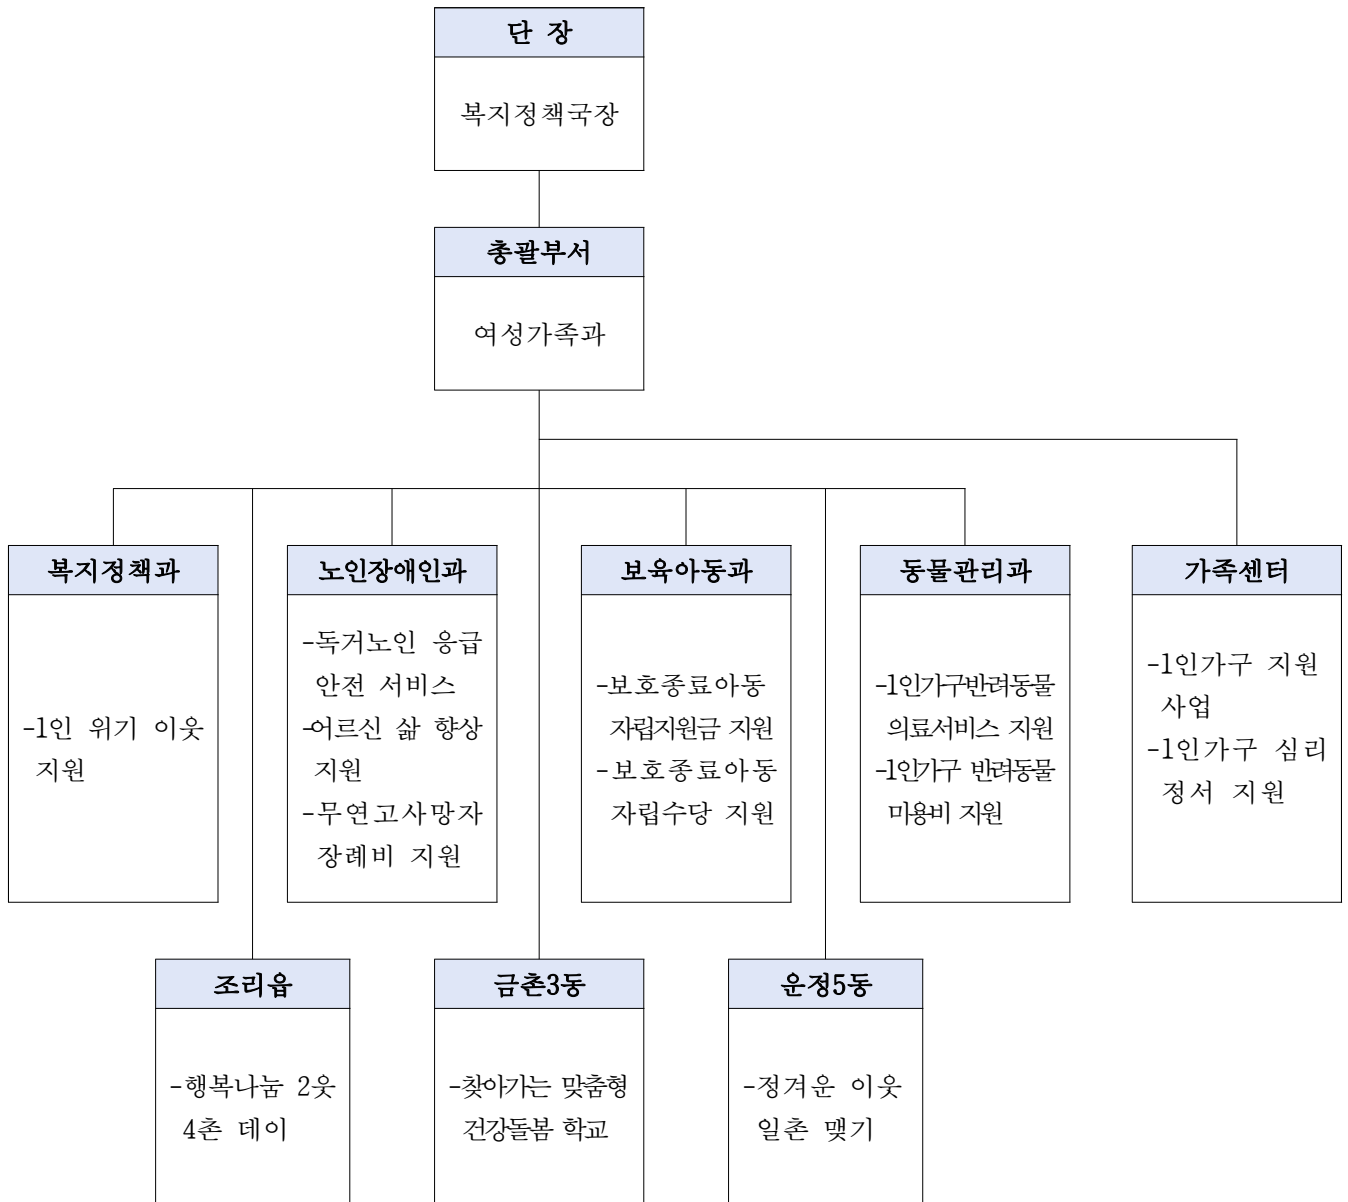 단 장
복지정책국장
총괄부서
여성가족과
복지정책과
-1인 위기 이웃
지원
노인장애인과
-독거노인 응급
안전 서비스
-어르신 삶 향상
지원
-무연고사망자
장례비 지원
보육아동과
-보호종료아동
자립지원금 지원
-보호종료아동
자립수당 지원
동물관리과
-1인가구반려동물
의료서비스 지원
-1인가구 반려동물
미용비 지원
가족센터
-1인가구 지원
사업
-1인가구 심리
정서 지원
조리읍
-행복나눔 2웃
4촌 데이
금촌3동
-찾아가는 맞춤형
건강돌봄 학교
운정5동
-정겨운 이웃
일촌 맺기